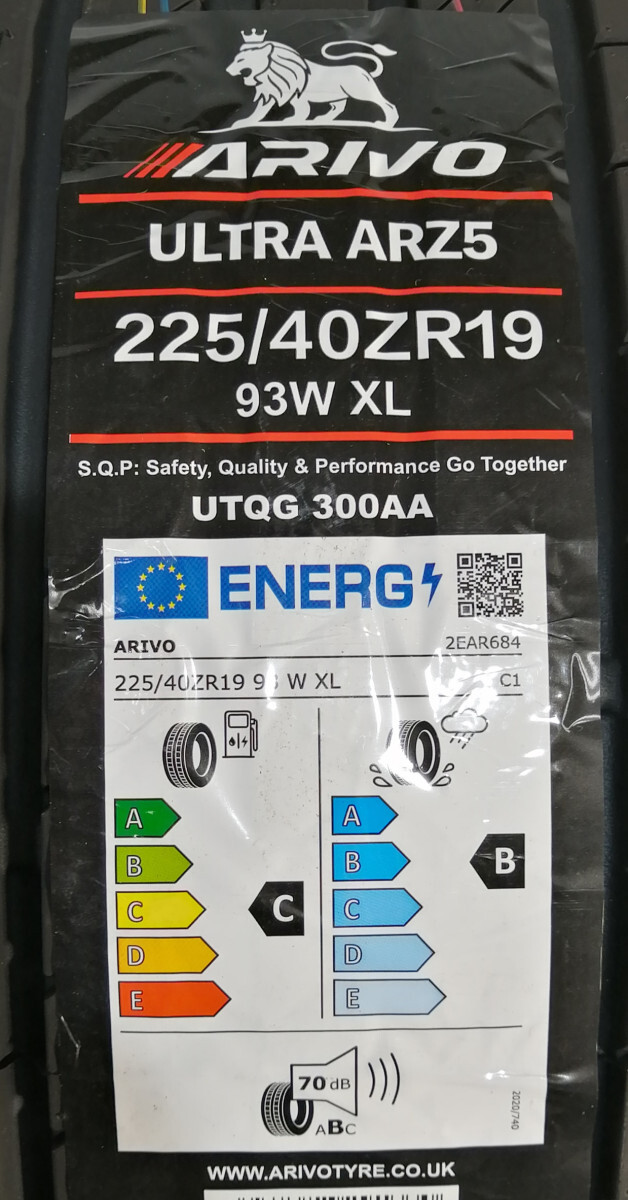 ARIVO
ULTRA ARZ5
225/40ZR19
93W XL
S.Q.P: Safety, Quality & Performance Go Together
UTQG 300AA
ENERG
ARIVO 2EAR684
225/40ZR19 93 W XL C1
A
B
C
D
E
C
A
B
C
D
E
B
70 dB
ABC
2020/740
WWW.ARIVOTYRE.CO.UK